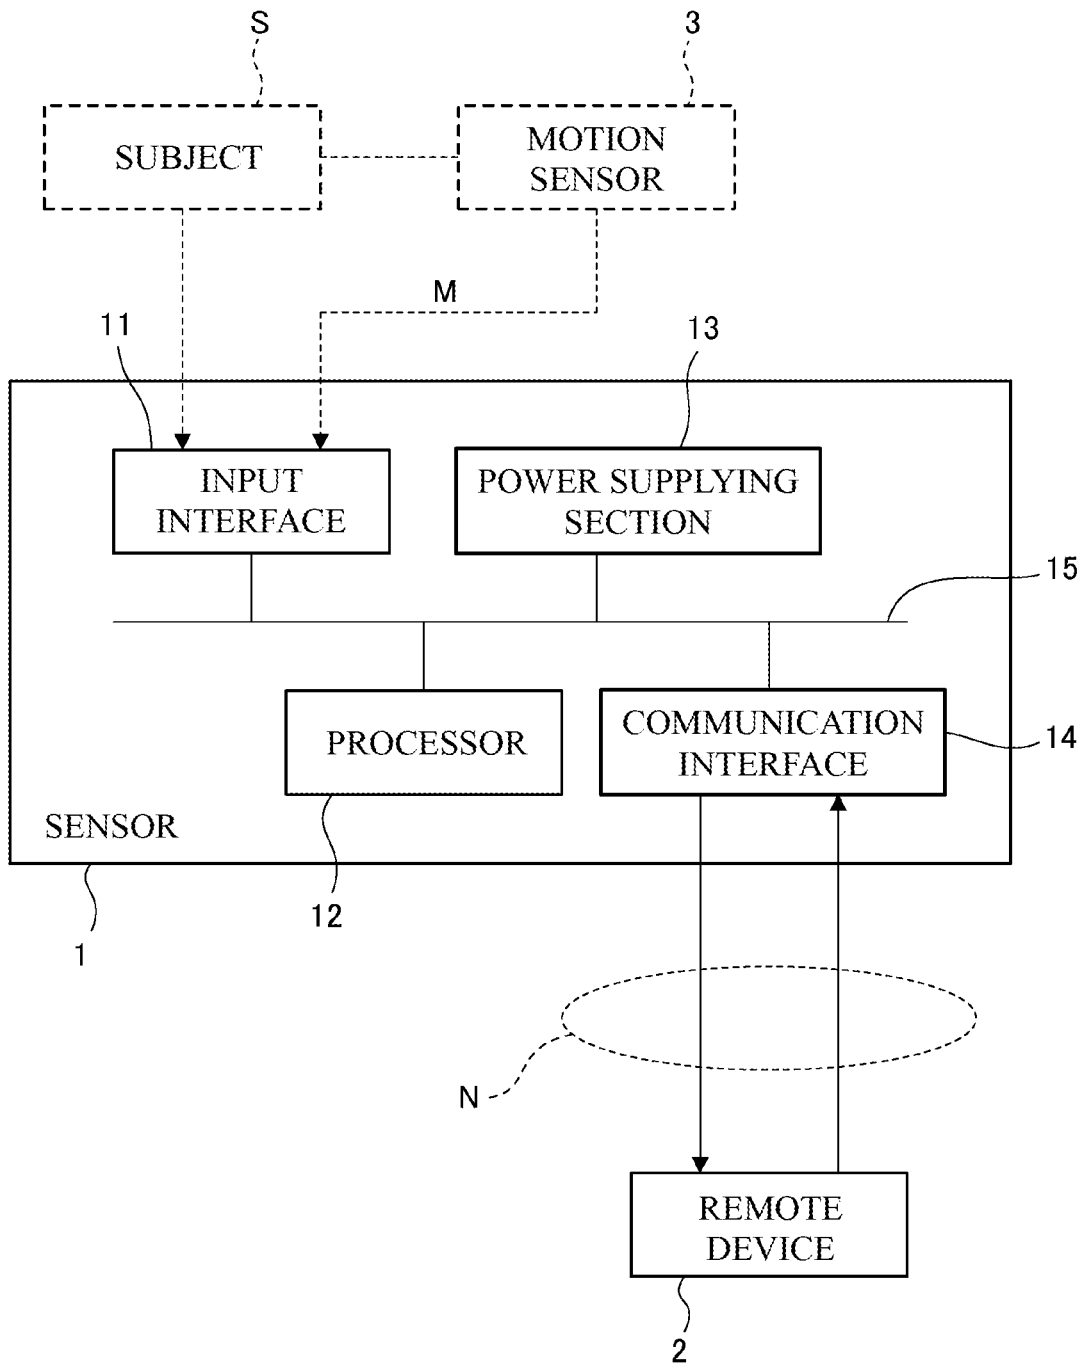 S
3
SUBJECT
MOTION
SENSOR
M
11
13
INPUT
INTERFACE
POWER SUPPLYING
SECTION
15
PROCESSOR
COMMUNICATION
INTERFACE
14
SENSOR
12
1
N
REMOTE
DEVICE
2